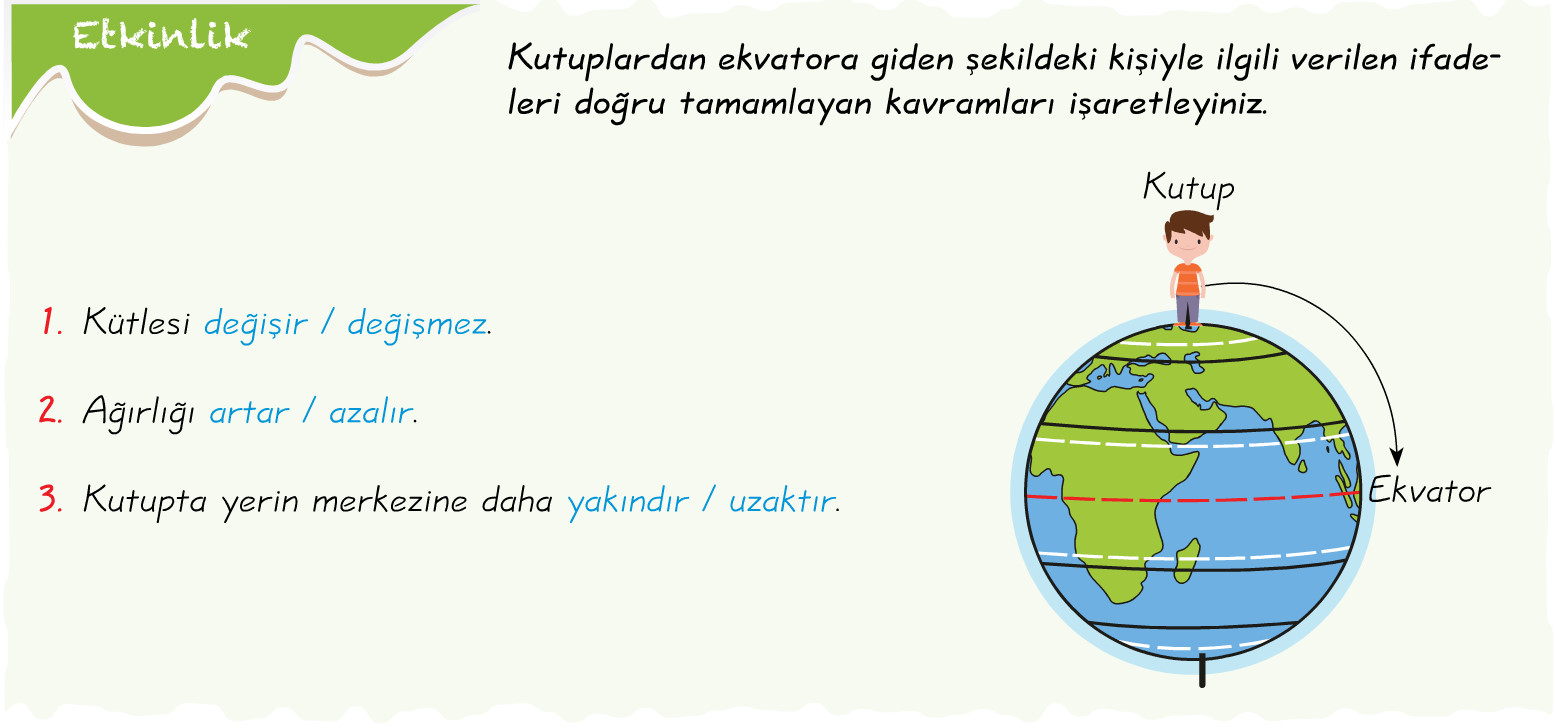 Etkinlik
Kutuplardan ekvatora giden şekildeki kişiyle ilgili verilen ifade-
leri doğru tamamlayan kavramları işaretleyiniz.
Kutup
1. Kütlesi değişir / değişmez.
2. Ağırlığı artar / azalır.
3. Kutupta yerin merkezine daha yakındır / uzaktır.
Ekvator